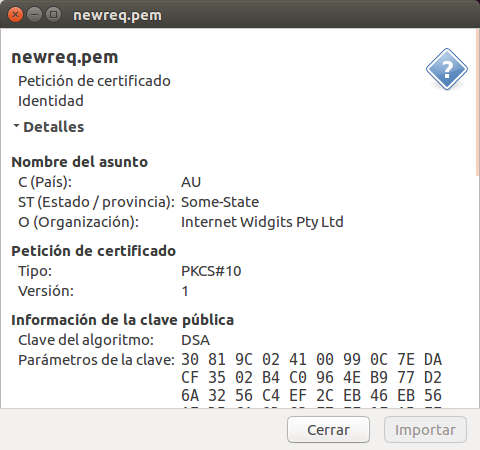 newreq.pem
newreq.pem
Petición de certificado
Identidad
Detalles
Nombre del asunto
C (País): AU
ST (Estado / provincia): Some-State
O (Organización): Internet Widgits Pty Ltd
Petición de certificado
Tipo: PKCS#10
Versión: 1
Información de la clave pública
Clave del algoritmo: DSA
Parámetros de la clave: 30 81 9C 02 41 00 99 0C 7E DA
CF 35 02 B4 C0 96 4E B9 77 D2
6A 32 56 C4 EF 2C EB 46 EB 56
Cerrar
Importar